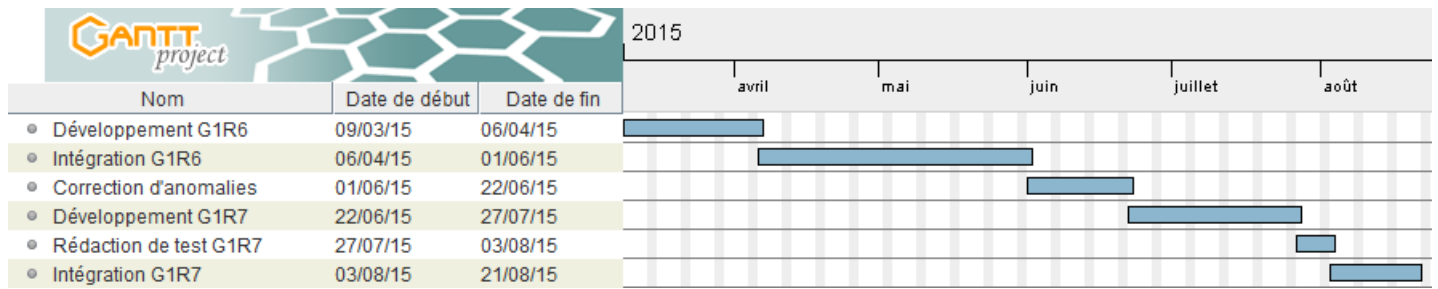 GANTT
project
2015
avril mai juin juillet août
Nom Date de début Date de fin
Développement G1R6 09/03/15 06/04/15
Intégration G1R6 06/04/15 01/06/15
Correction d'anomalies 01/06/15 22/06/15
Développement G1R7 22/06/15 27/07/15
Rédaction de test G1R7 27/07/15 03/08/15
Intégration G1R7 03/08/15 21/08/15